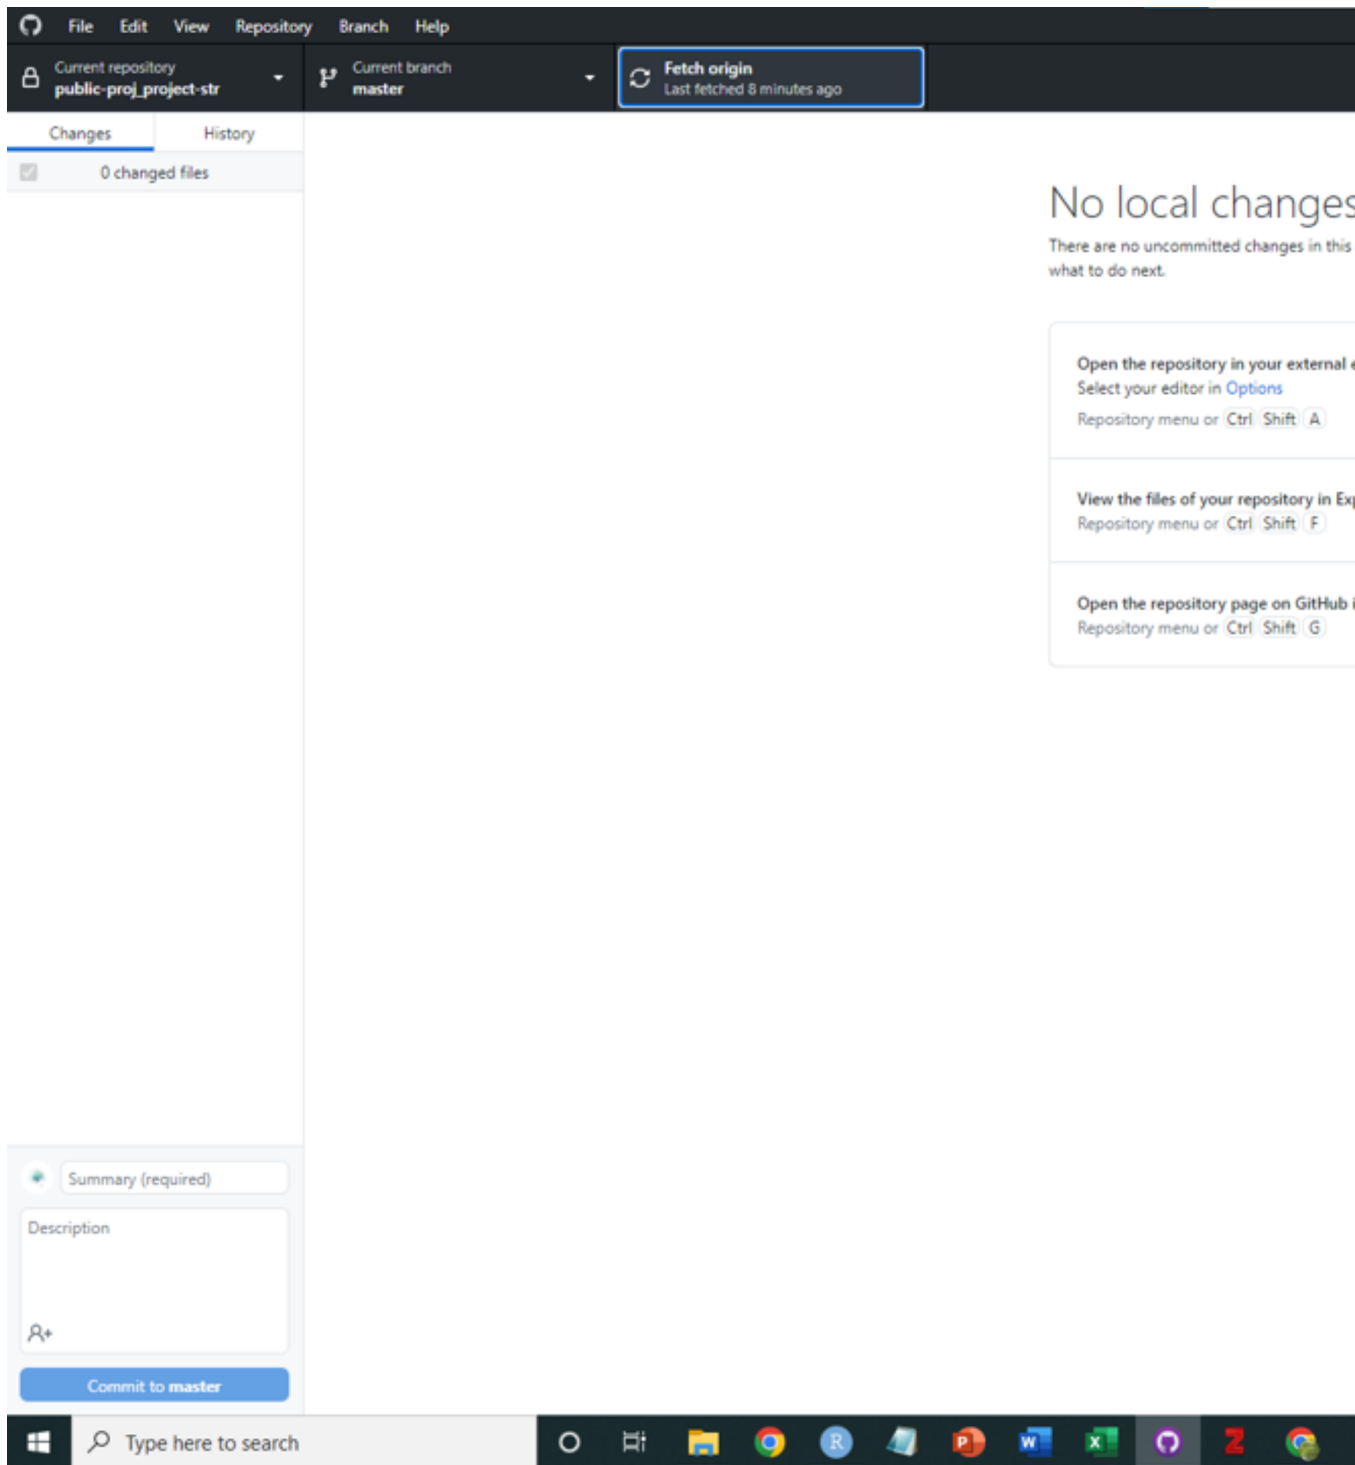 File Edit View Repository Branch Help
Current repository
public-proj_project-str
Current branch
master
Fetch origin
Last fetched 8 minutes ago
Changes History
0 changed files
No local changes
There are no uncommitted changes in this
what to do next.
Open the repository in your external e
Select your editor in Options
Repository menu or Ctrl Shift A
View the files of your repository in Exp
Repository menu or Ctrl Shift F
Open the repository page on GitHub i
Repository menu or Ctrl Shift G
Summary (required)
Description
Commit to master
Type here to search
R P W X Z